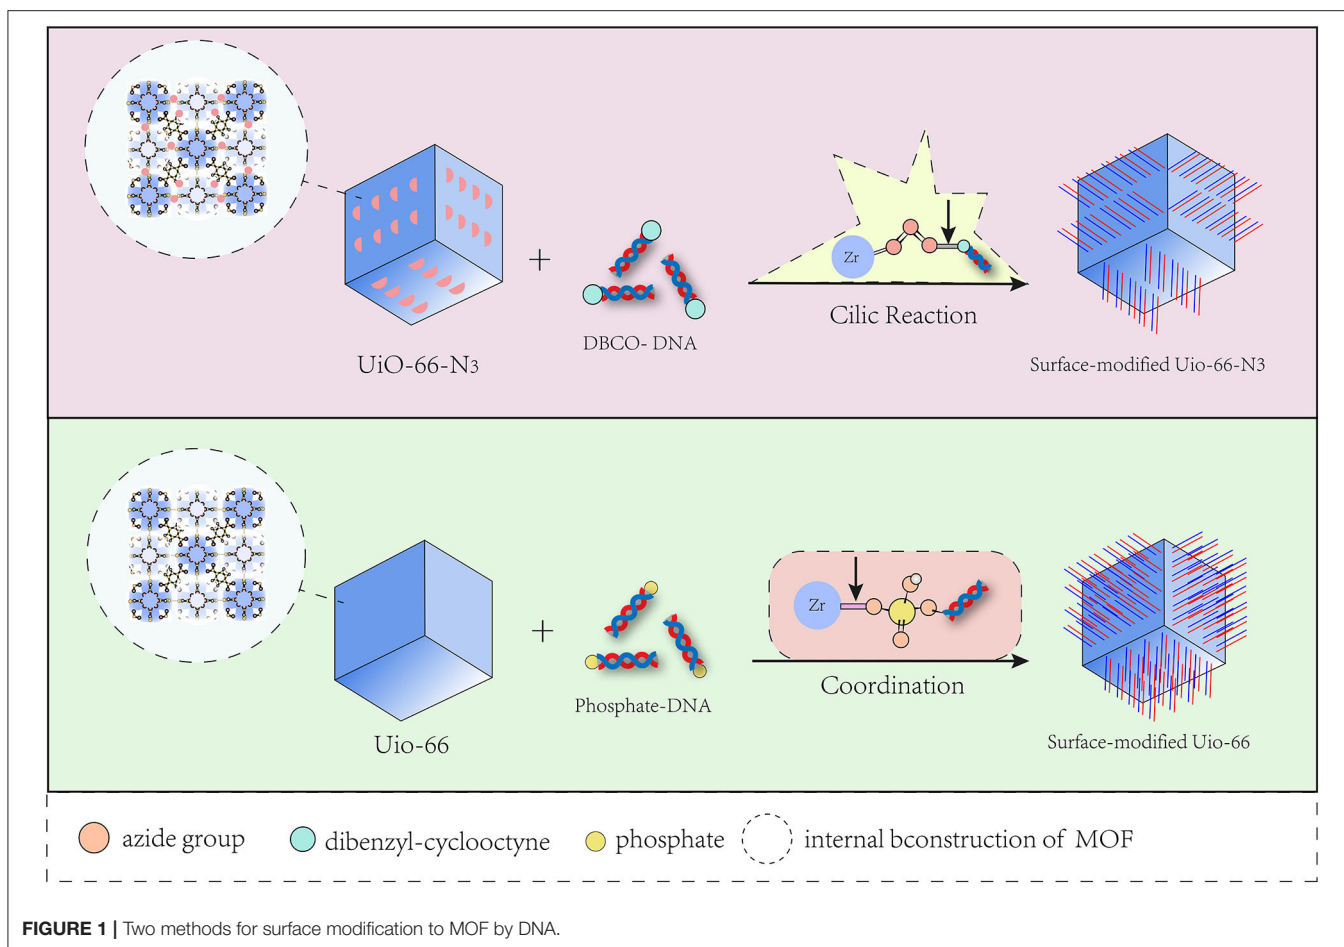 UiO-66-N3
+
DBCO- DNA
Zr
Cilic Reaction
Surface-modified Uio-66-N3
Uio-66
+
Phosphate-DNA
Zr
Coordination
Surface-modified Uio-66
azide group
dibenzyl-cyclooctyne
phosphate
internal bconstruction of MOF
FIGURE 1 | Two methods for surface modification to MOF by DNA.